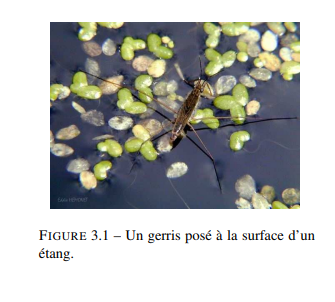 FIGURE 3.1 – Un gerris posé à la surface d'un
étang.